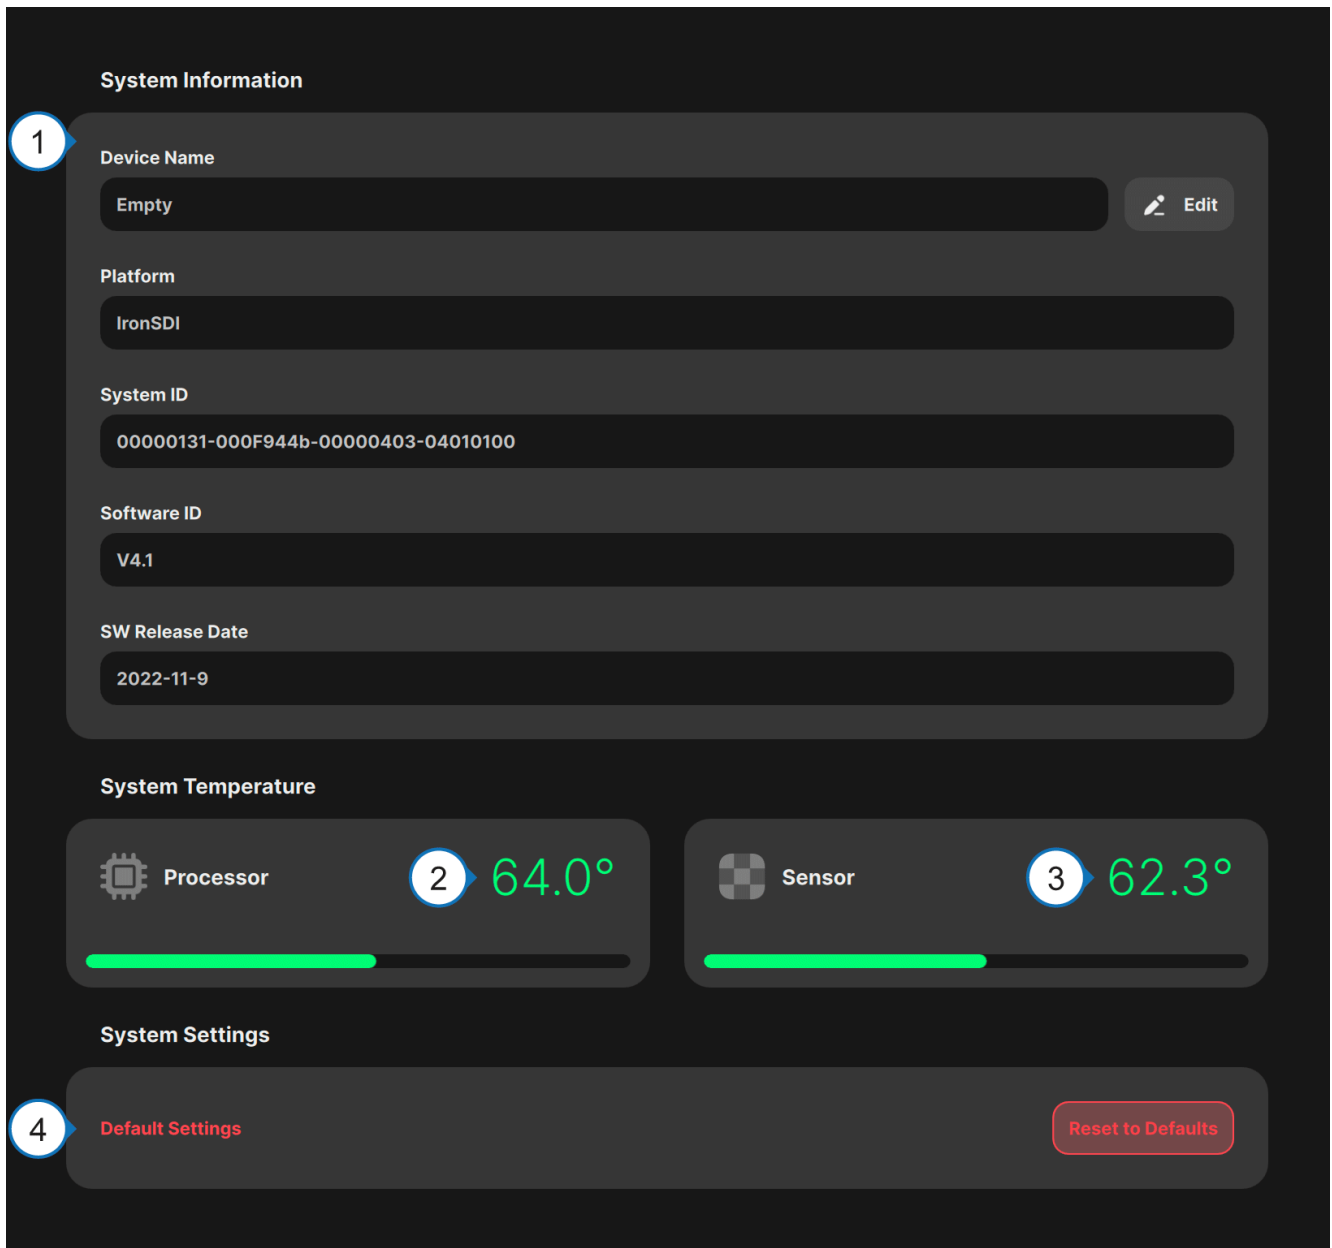 System Information
1
Device Name
Empty
Edit
Platform
IronSDI
System ID
00000131-000F944b-00000403-04010100
Software ID
V4.1
SW Release Date
2022-11-9
System Temperature
Processor
2
64.0°
Sensor
3
62.3°
System Settings
4
Default Settings
Reset to Defaults